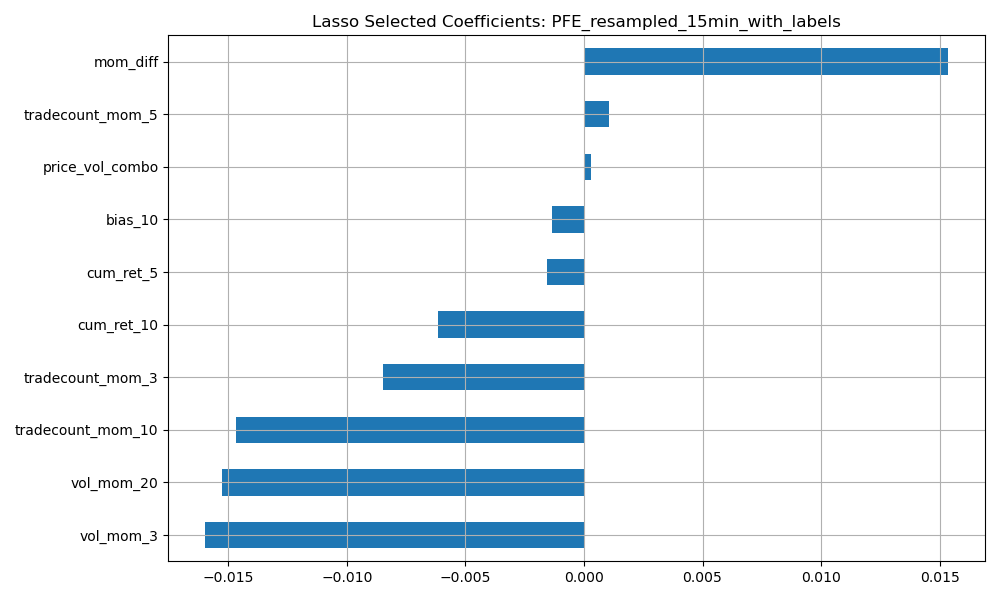 Lasso Selected Coefficients: PFE_resampled_15min_with_labels
mom_diff
tradecount_mom_5
price_vol_combo
bias_10
cum_ret_5
cum_ret_10
tradecount_mom_3
tradecount_mom_10
vol_mom_20
vol_mom_3
−0.015 −0.010 −0.005 0.000 0.005 0.010 0.015